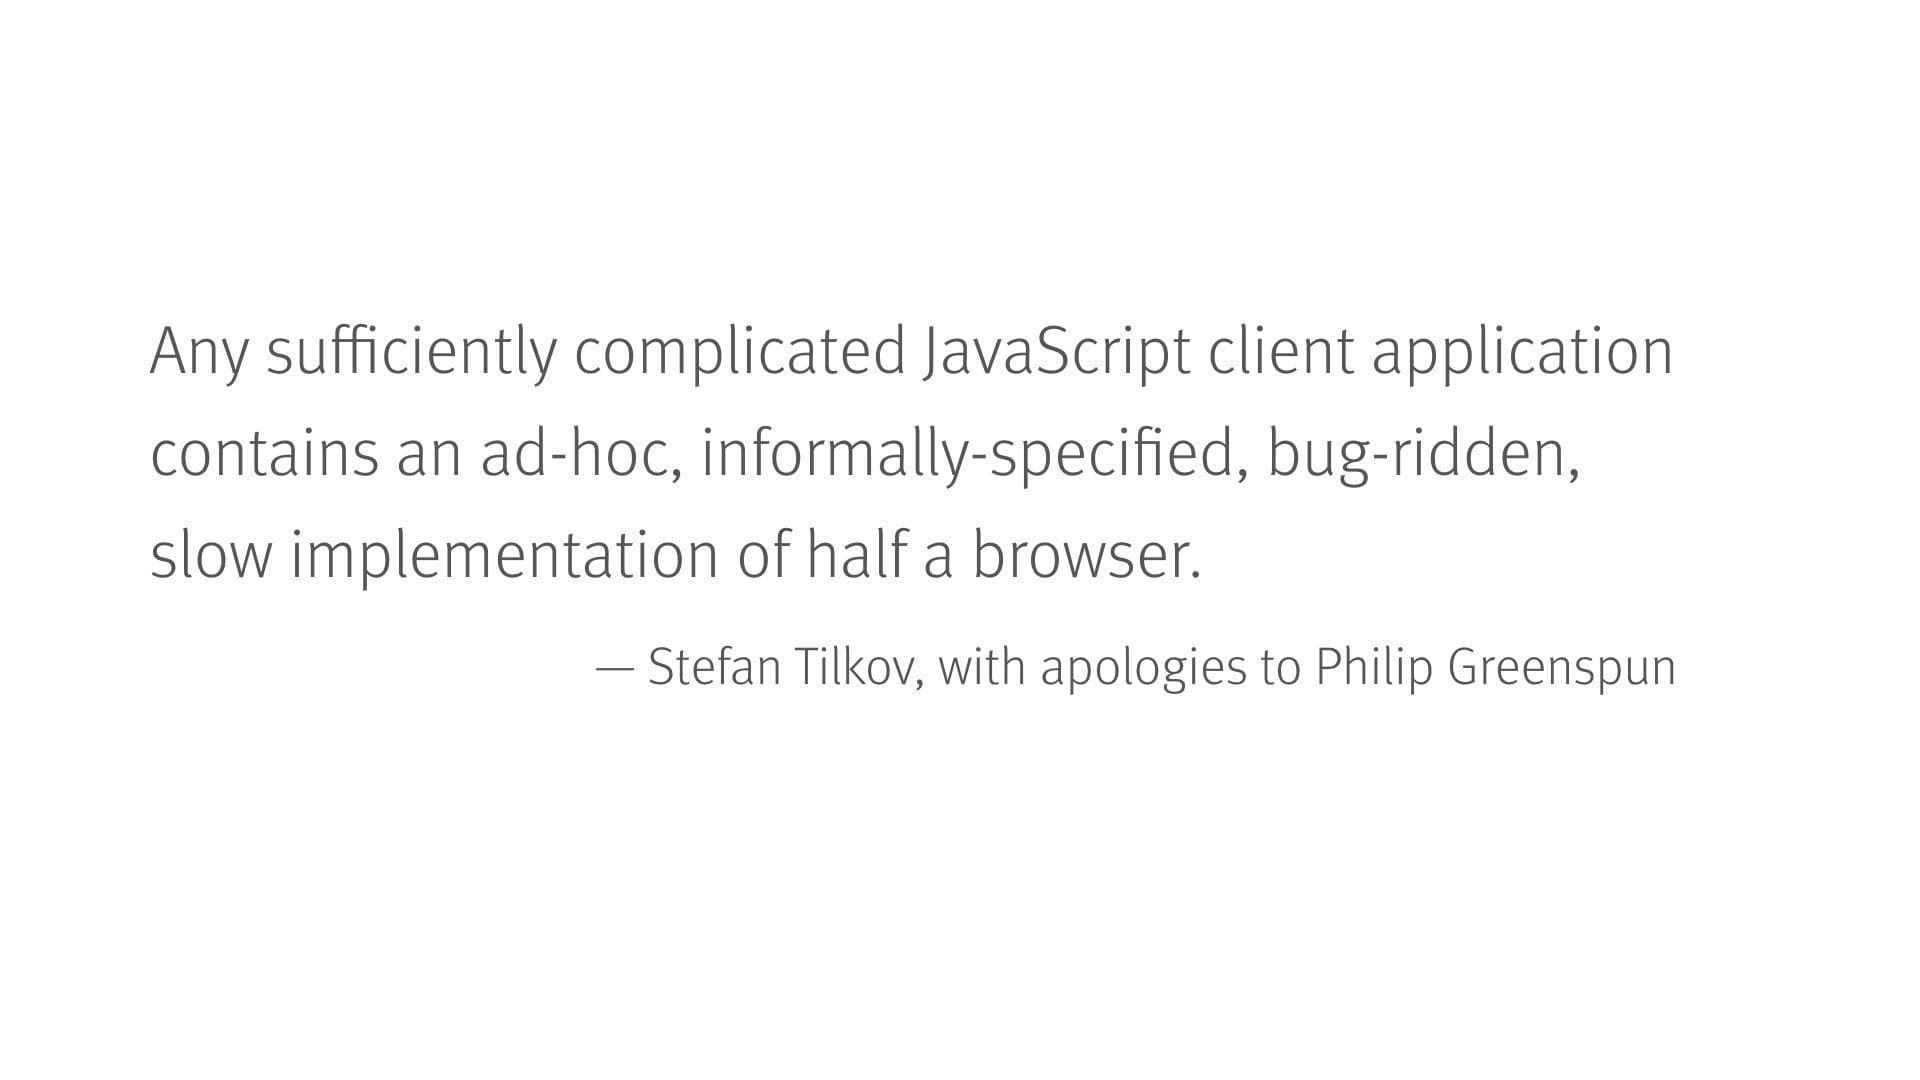 Any sufficiently complicated JavaScript client application
contains an ad-hoc, informally-specified, bug-ridden,
slow implementation of half a browser.
— Stefan Tilkov, with apologies to Philip Greenspun